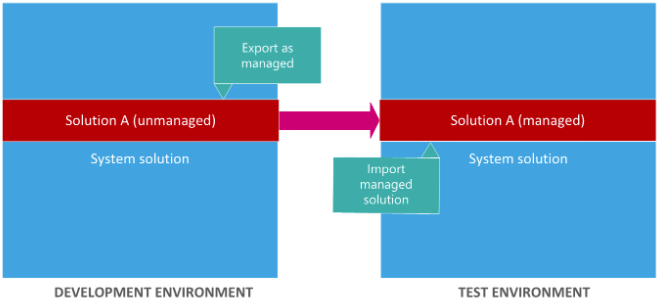 Export as
managed
Solution A (unmanaged)
Solution A (managed)
System solution
System solution
Import
managed
solution
DEVELOPMENT ENVIRONMENT
TEST ENVIRONMENT